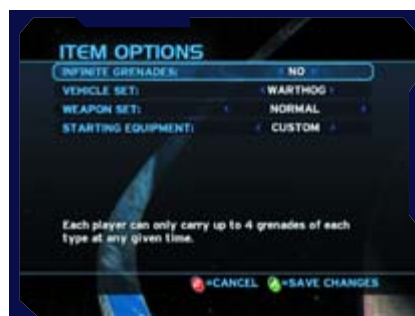 ITEM OPTIONS
INFINITE GRENADES: NO
VEHICLE SET: WARTHOG
WEAPON SET: NORMAL
STARTING EQUIPMENT: CUSTOM
Each player can only carry up to 4 grenades of each
type at any given time.
B=CANCEL A=SAVE CHANGES